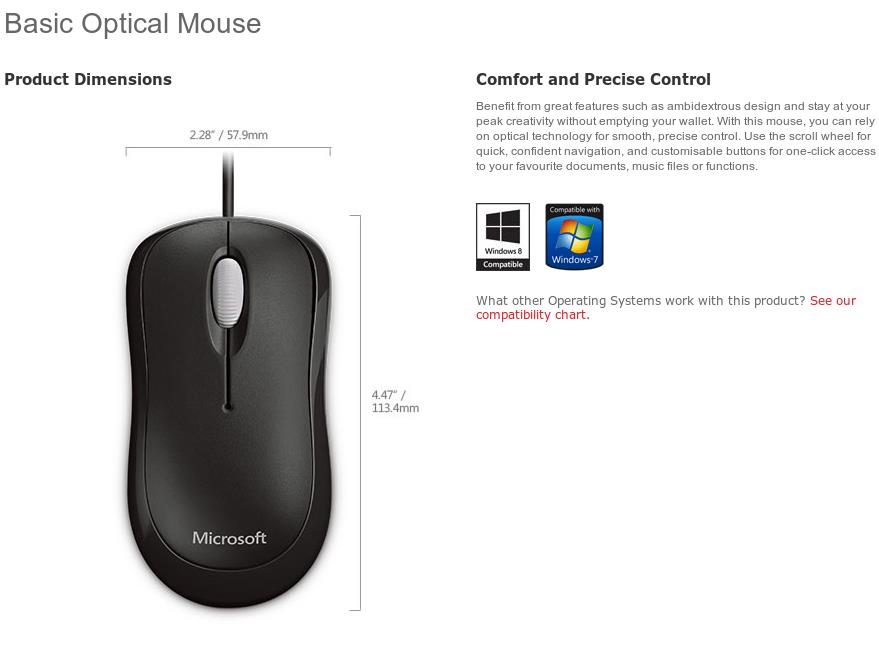 Basic Optical Mouse
Product Dimensions
2.28″ / 57.9mm
4.47″ /
113.4mm
Microsoft
Comfort and Precise Control
Benefit from great features such as ambidextrous design and stay at your
peak creativity without emptying your wallet. With this mouse, you can rely
on optical technology for smooth, precise control. Use the scroll wheel for
quick, confident navigation, and customisable buttons for one-click access
to your favourite documents, music files or functions.
Windows 8
Compatible
Compatible with
Windows®7
What other Operating Systems work with this product? See our
compatibility chart.